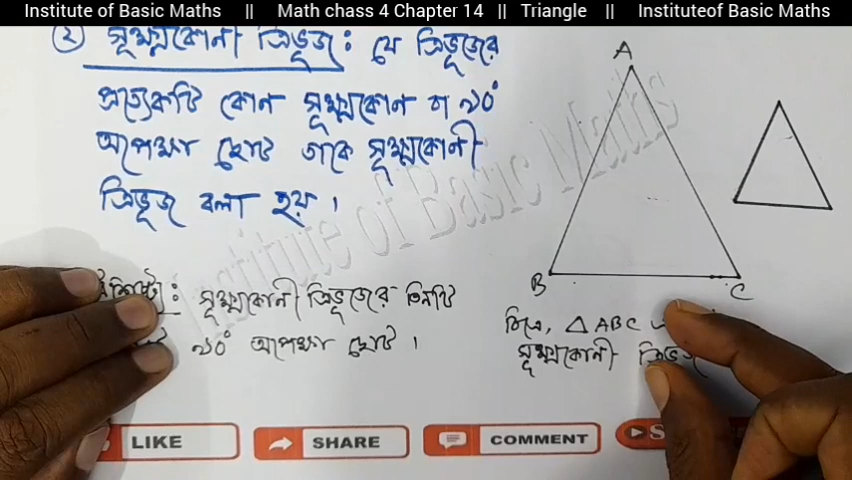 Institute of Basic Maths || Math chass 4 Chapter 14 || Triangle || Instituteof Basic Maths
(২) সূক্ষ্মকোনী ত্রিভূজ : যে ত্রিভূজের
প্রত্যেকটি কোন সূক্ষ্মকোন বা ৯০°
অপেক্ষা ছোট তাকে সূক্ষ্মকোনী
ত্রিভূজ বলা হয় ।
A
B
C
Institute of Basic Maths
সূক্ষ্মকোনী ত্রিভূজের তিনটি
৯০° অপেক্ষা ছোট ।
চিত্রে, △ ABC
সূক্ষ্মকোনী
LIKE
SHARE
COMMENT